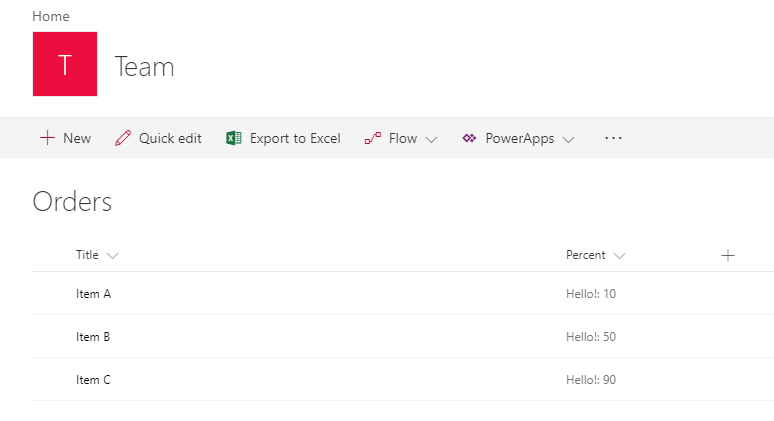 Home
T
Team
New Quick edit Export to Excel Flow PowerApps ...
Orders
Title Percent
Item A Hello!: 10
Item B Hello!: 50
Item C Hello!: 90